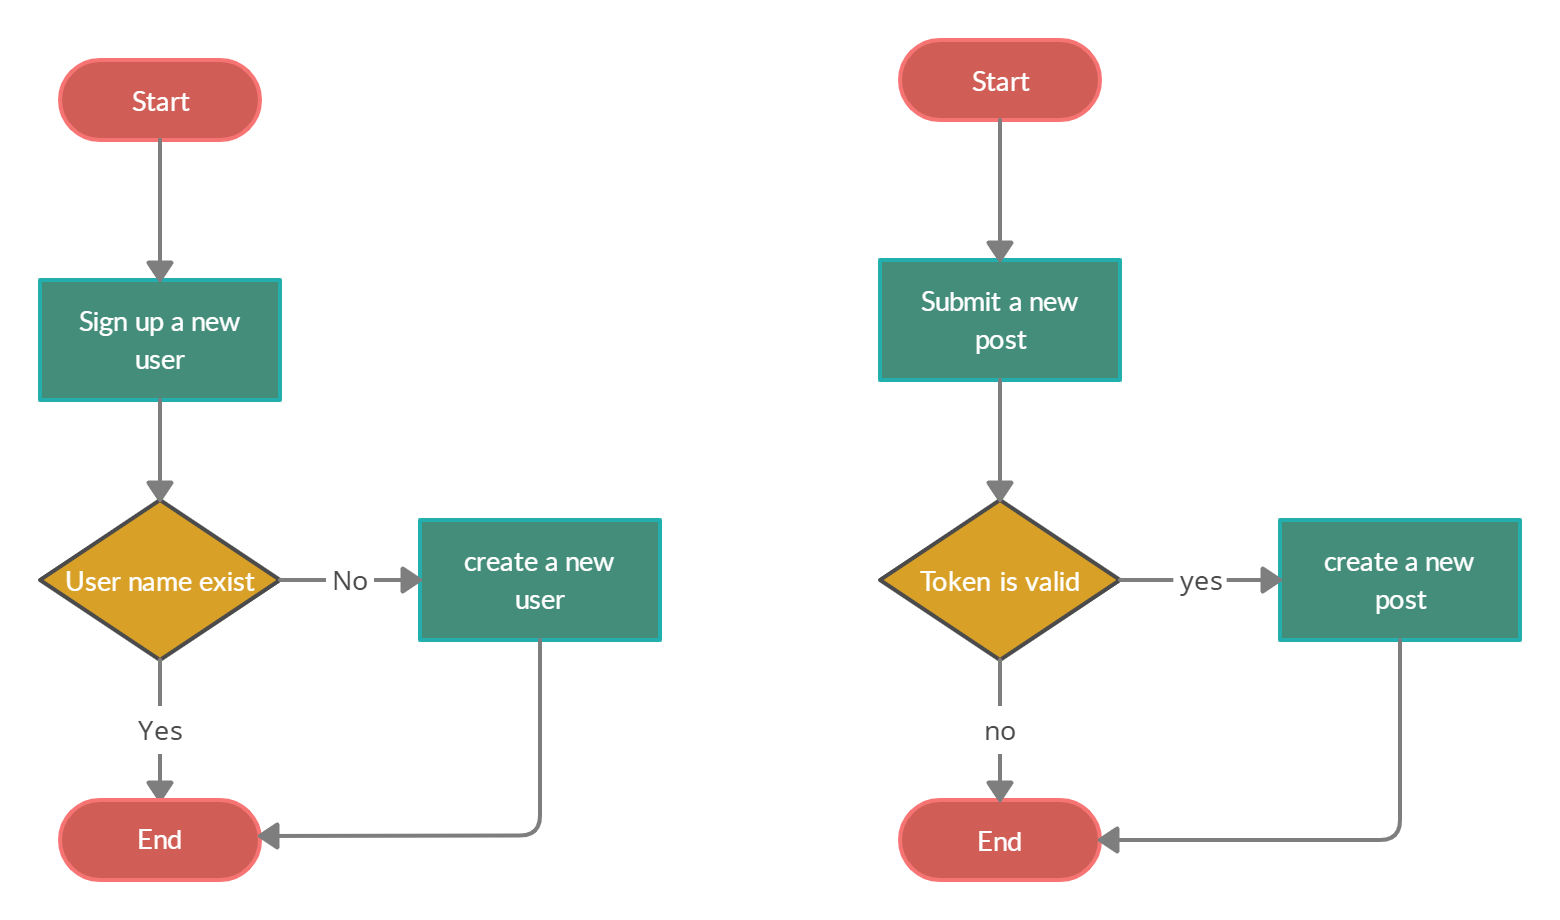 Start
Sign up a new
user
User name exist
No
create a new
user
Yes
End
Start
Submit a new
post
Token is valid
yes
create a new
post
no
End